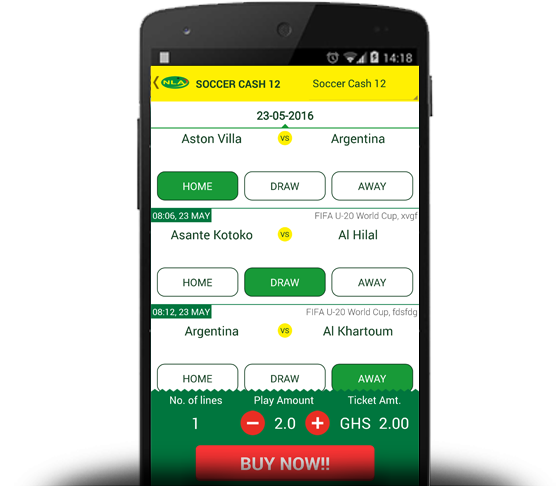 14:18
NLA SOCCER CASH 12 Soccer Cash 12
23-05-2016
Aston Villa VS Argentina
HOME DRAW AWAY
08:06, 23 MAY FIFA U-20 World Cup, xvgf
Asante Kotoko VS Al Hilal
HOME DRAW AWAY
08:12, 23 MAY FIFA U-20 World Cup, fdsfdg
Argentina VS Al Khartoum
HOME DRAW AWAY
No. of lines Play Amount Ticket Amt.
1 − 2.0 + GHS 2.00
BUY NOW!!